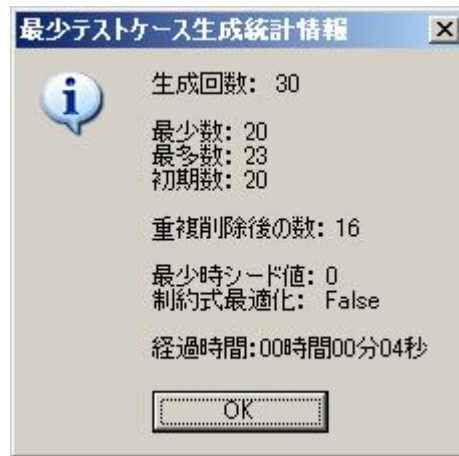 最少テストケース生成統計情報
生成回数: 30
最少数: 20
最多数: 23
初期数: 20
重複削除後の数: 16
最少時シード値: 0
制約式最適化: False
経過時間:00時間00分04秒
OK